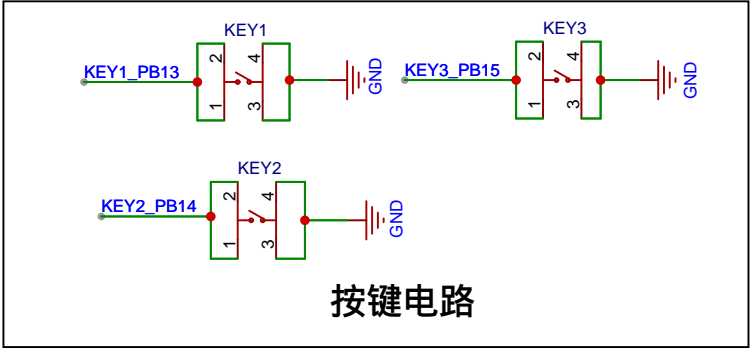 KEY1
KEY1_PB13
2
4
1
3
GND
KEY3
KEY3_PB15
2
4
1
3
GND
KEY2
KEY2_PB14
2
4
1
3
GND
按键电路